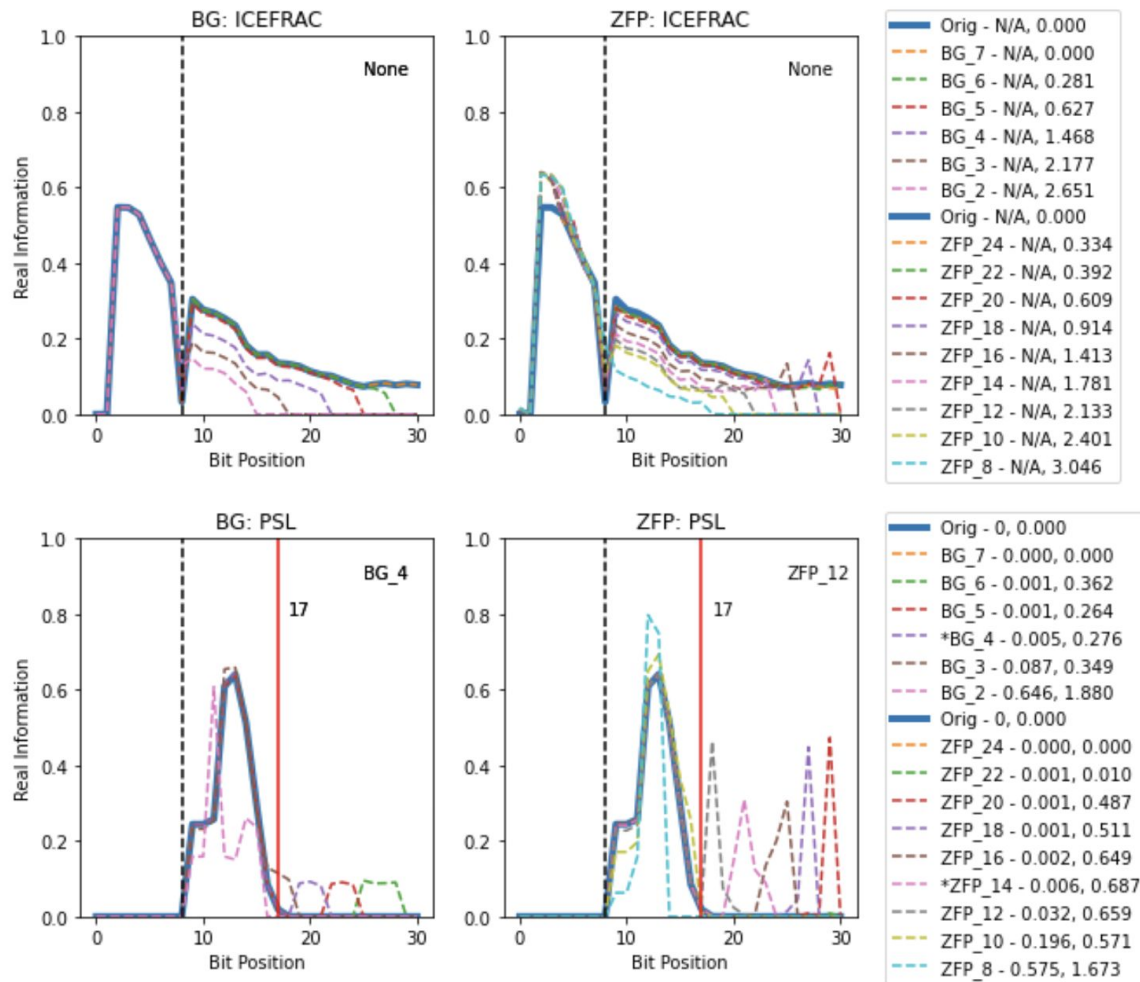 BG: ICEFRAC
1.0
0.8
0.6
0.4
0.2
0.0
Real Information
None
0
10
20
30
Bit Position
ZFP: ICEFRAC
1.0
0.8
0.6
0.4
0.2
0.0
None
0
10
20
30
Bit Position
Orig - N/A, 0.000
BG_7 - N/A, 0.000
BG_6 - N/A, 0.281
BG_5 - N/A, 0.627
BG_4 - N/A, 1.468
BG_3 - N/A, 2.177
BG_2 - N/A, 2.651
Orig - N/A, 0.000
ZFP_24 - N/A, 0.334
ZFP_22 - N/A, 0.392
ZFP_20 - N/A, 0.609
ZFP_18 - N/A, 0.914
ZFP_16 - N/A, 1.413
ZFP_14 - N/A, 1.781
ZFP_12 - N/A, 2.133
ZFP_10 - N/A, 2.401
ZFP_8 - N/A, 3.046
BG: PSL
1.0
0.8
0.6
0.4
0.2
0.0
Real Information
BG_4
17
0
10
20
30
Bit Position
ZFP: PSL
1.0
0.8
0.6
0.4
0.2
0.0
ZFP_12
17
0
10
20
30
Bit Position
Orig - 0, 0.000
BG_7 - 0.000, 0.000
BG_6 - 0.001, 0.362
BG_5 - 0.001, 0.264
*BG_4 - 0.005, 0.276
BG_3 - 0.087, 0.349
BG_2 - 0.646, 1.880
Orig - 0, 0.000
ZFP_24 - 0.000, 0.000
ZFP_22 - 0.001, 0.010
ZFP_20 - 0.001, 0.487
ZFP_18 - 0.001, 0.511
ZFP_16 - 0.002, 0.649
*ZFP_14 - 0.006, 0.687
ZFP_12 - 0.032, 0.659
ZFP_10 - 0.196, 0.571
ZFP_8 - 0.575, 1.673